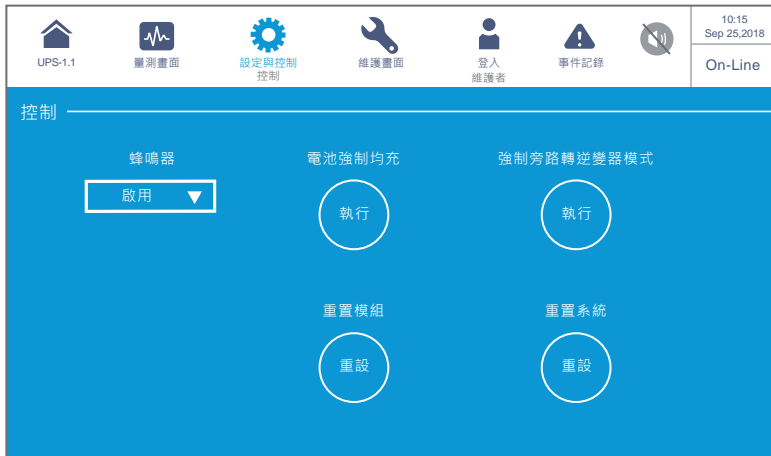 10:15
Sep 25,2018
UPS-1.1
量測畫面
設定與控制
控制
維護畫面
登入
維護者
事件記錄
On-Line
控制
蜂鳴器
電池強制均充
強制旁路轉逆變器模式
啟用
執行
執行
重置模組
重置系統
重設
重設